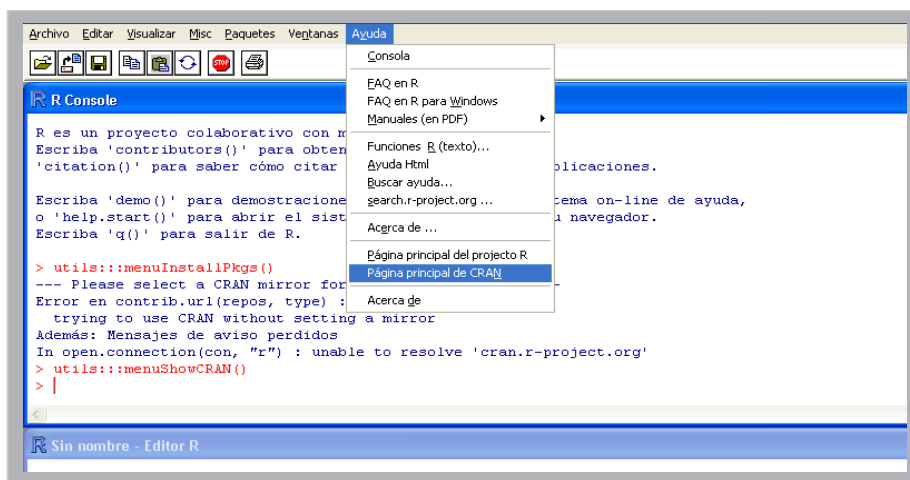 Archivo Editar Visualizar Misc Paquetes Ventanas Ayuda
STOP
Consola
FAQ en R
FAQ en R para Windows
Manuales (en PDF)
Funciones R (texto)...
Ayuda Html
Buscar ayuda...
search.r-project.org ...
Acerca de ...
Página principal del projecto R
Página principal de CRAN
Acerca de
R Console
R es un proyecto colaborativo con
Escriba 'contributors()' para obten
'citation()' para saber cómo citar blicaciones.
Escriba 'demo()' para demostracione tema on-line de ayuda,
o 'help.start()' para abrir el sist u navegador.
Escriba 'q()' para salir de R.
> utils:::menuInstallPkgs()
--- Please select a CRAN mirror for -
Error en contrib.url(repos, type) :
trying to use CRAN without setting a mirror
Además: Mensajes de aviso perdidos
In open.connection(con, "r") : unable to resolve 'cran.r-project.org'
> utils:::menuShowCRAN()
>
Sin nombre - Editor R